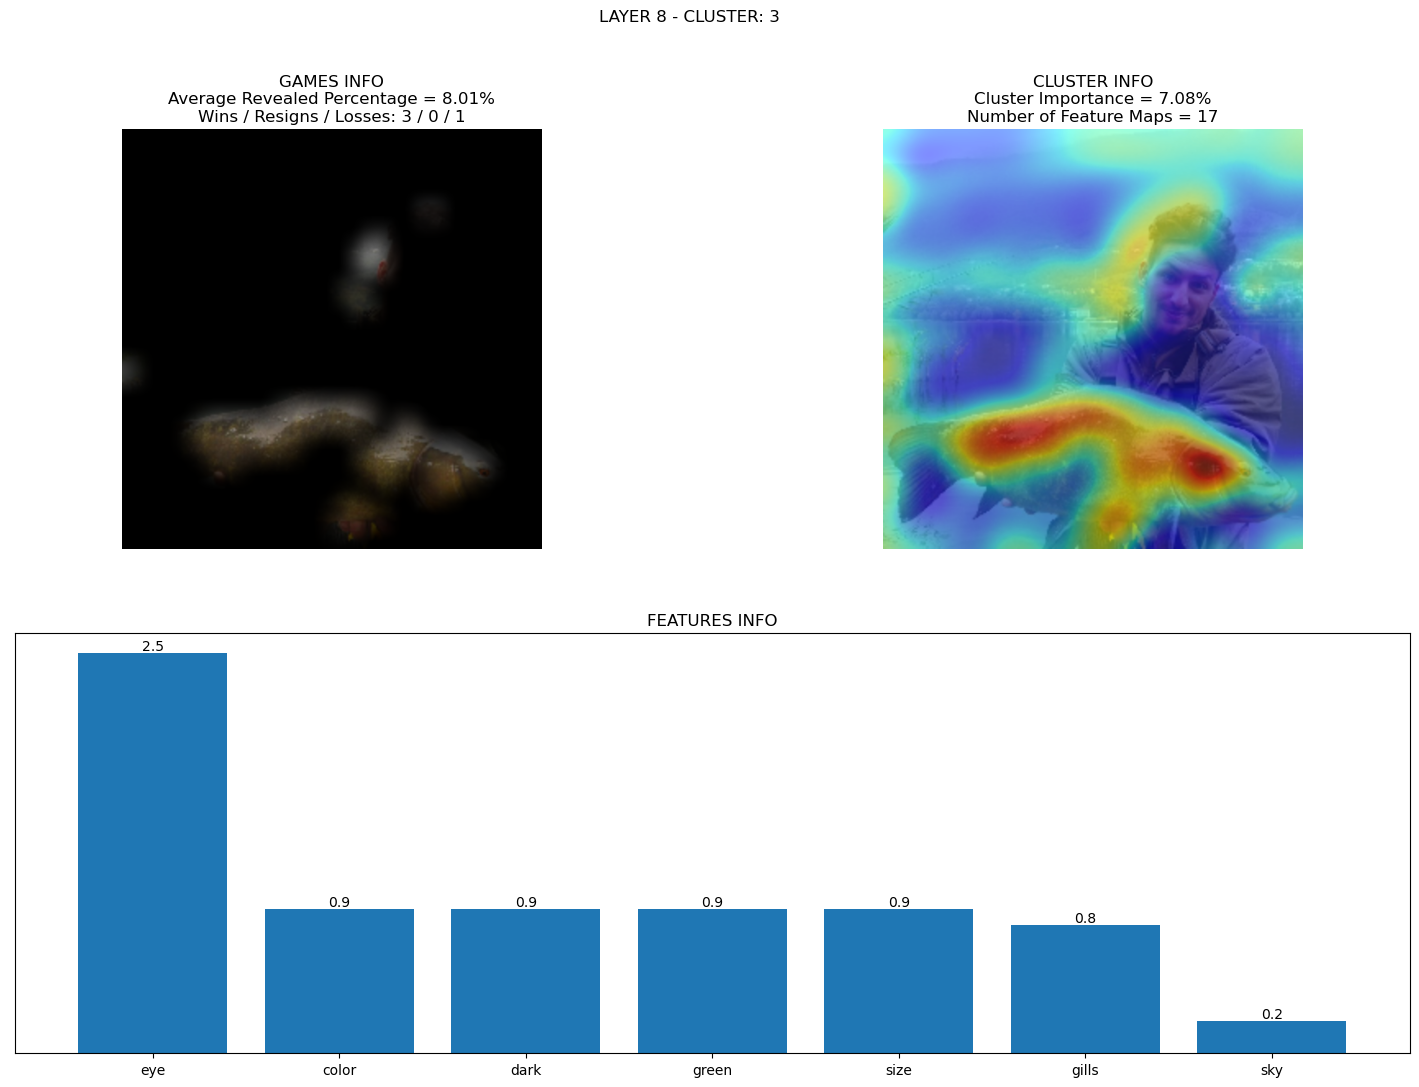 LAYER 8 - CLUSTER: 3
GAMES INFO
Average Revealed Percentage = 8.01%
Wins / Resigns / Losses: 3 / 0 / 1
CLUSTER INFO
Cluster Importance = 7.08%
Number of Feature Maps = 17
FEATURES INFO
2.5
0.9
0.9
0.9
0.9
0.8
0.2
eye
color
dark
green
size
gills
sky